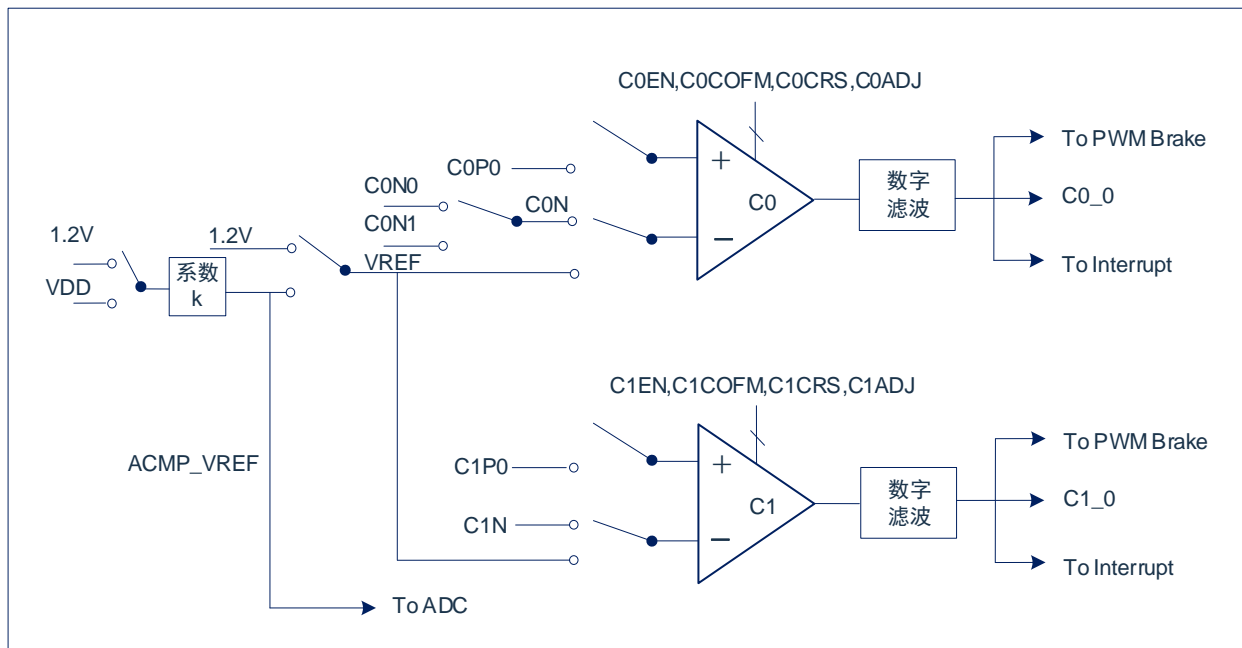 C0EN,C0COFM,C0CRS,C0ADJ
To PWM Brake
C0P0
+
数字
滤波
C0N0
C0N
C0
C0_0
C0N1
−
1.2V
1.2V
VREF
系数
k
To Interrupt
VDD
C1EN,C1COFM,C1CRS,C1ADJ
To PWM Brake
ACMP_VREF
C1P0
+
数字
滤波
C1
C1_0
C1N
−
To Interrupt
To ADC